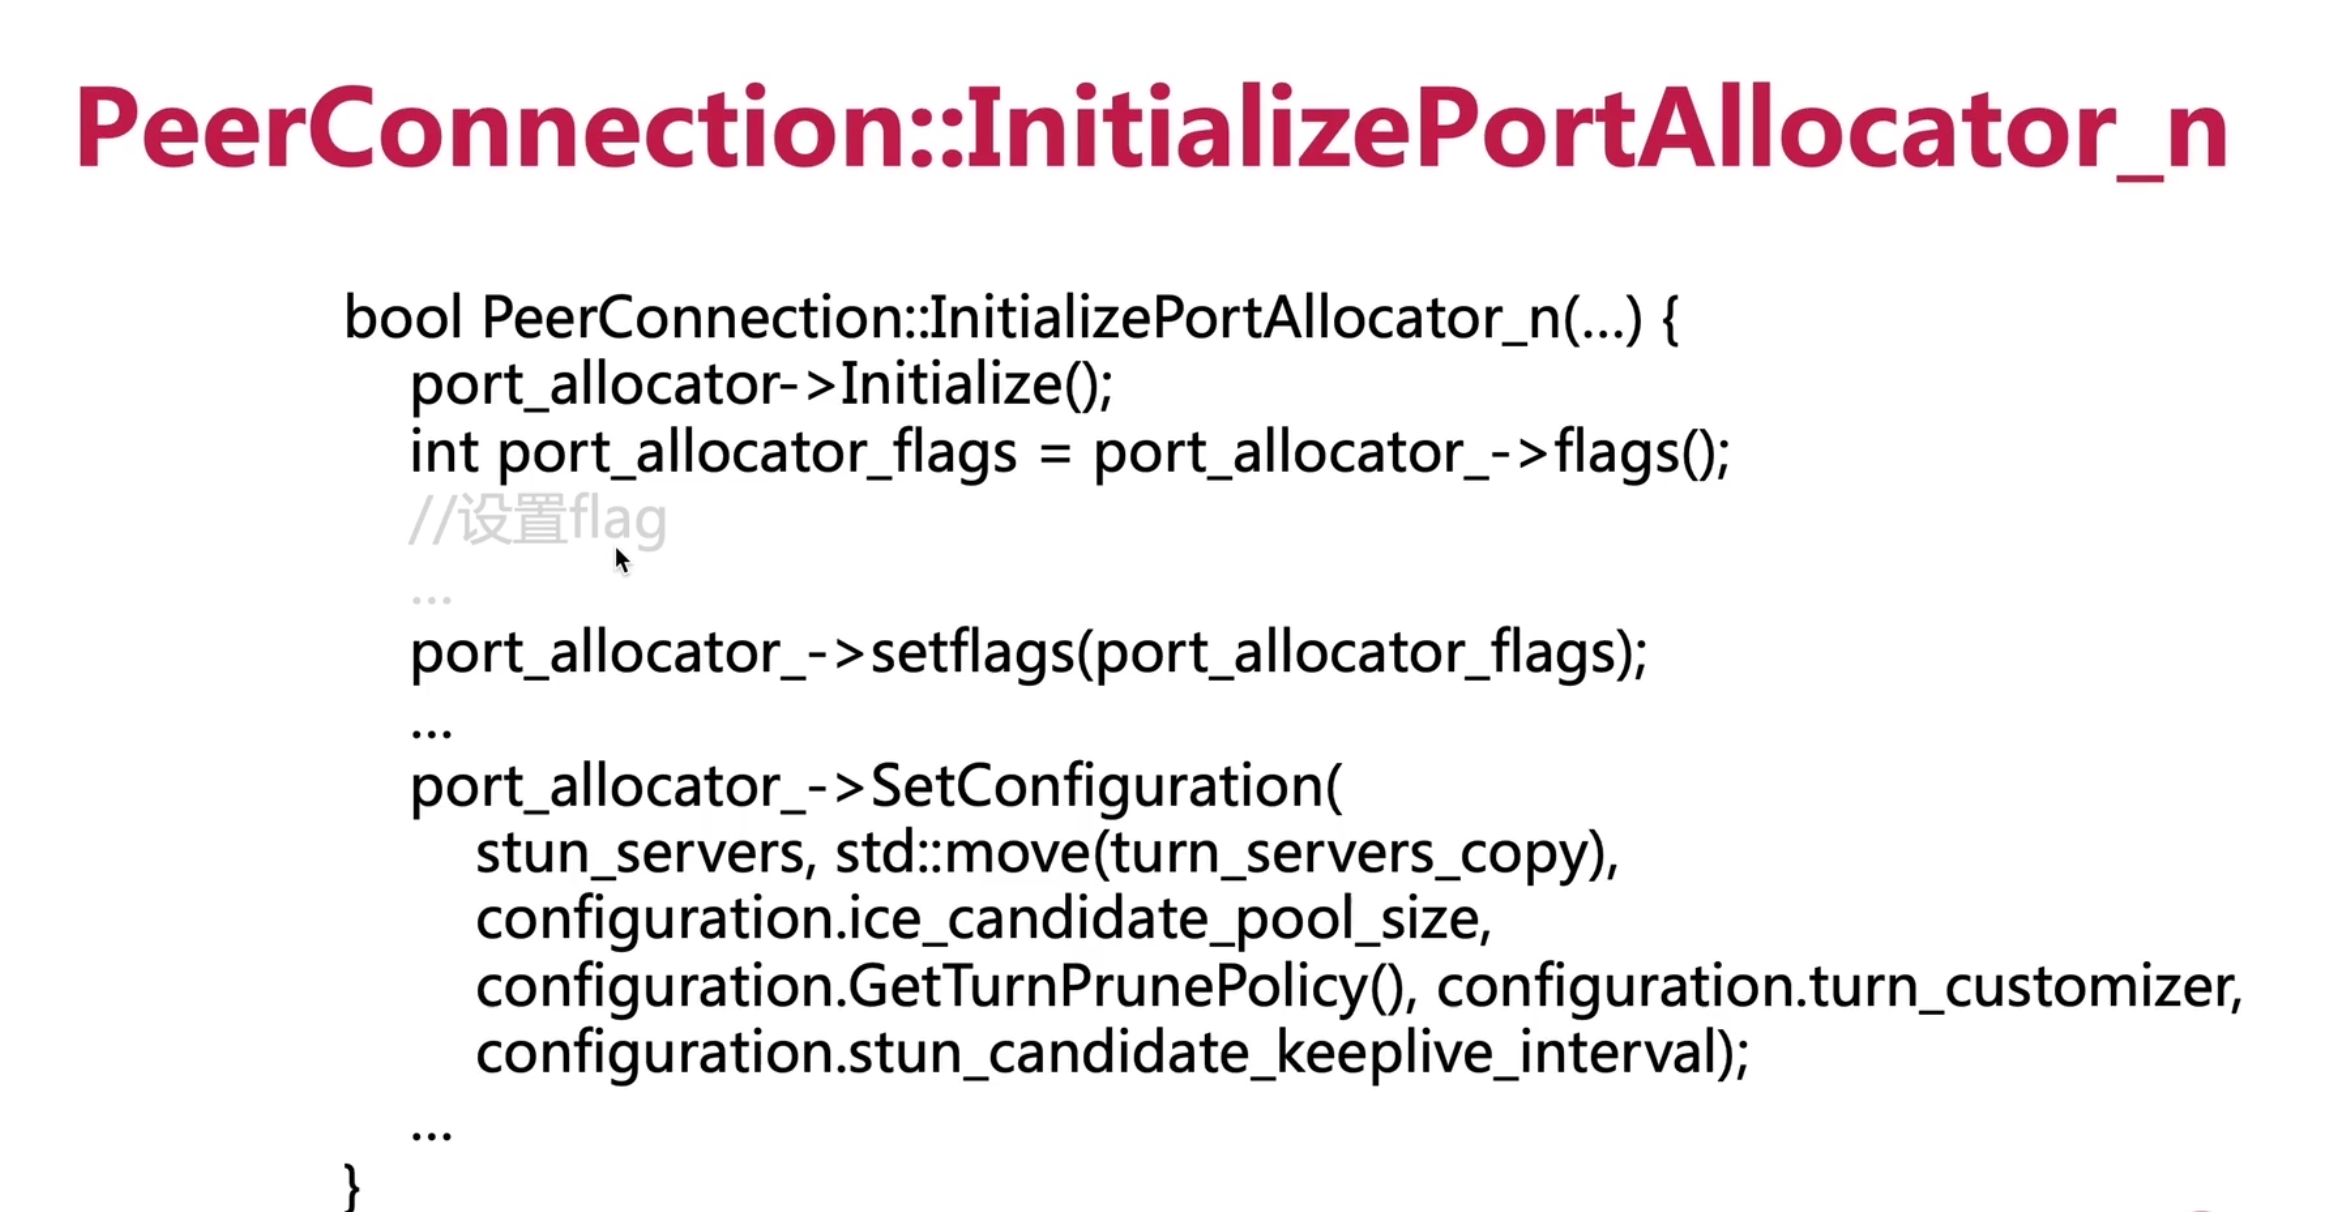 PeerConnection::InitializePortAllocator_n
bool PeerConnection::InitializePortAllocator_n(...) {
port_allocator->Initialize();
int port_allocator_flags = port_allocator_->flags();
//设置flag
...
port_allocator_->setflags(port_allocator_flags);
...
port_allocator_->SetConfiguration(
stun_servers, std::move(turn_servers_copy),
configuration.ice_candidate_pool_size,
configuration.GetTurnPrunePolicy(), configuration.turn_customizer,
configuration.stun_candidate_keeplive_interval);
...
}